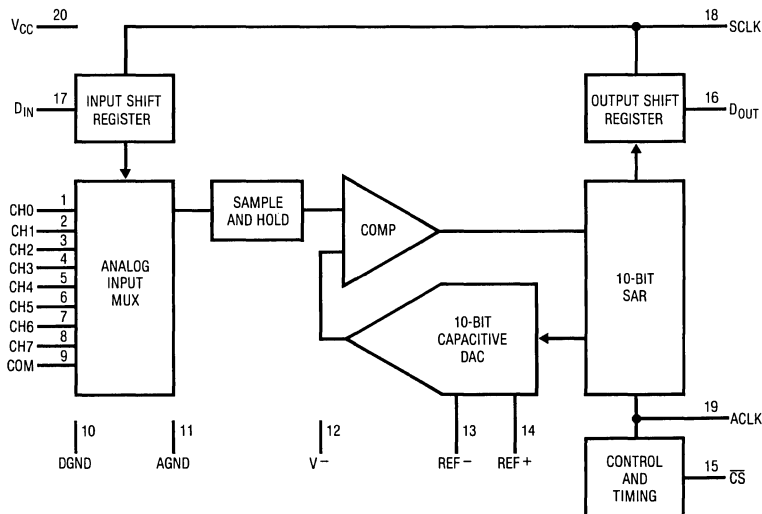 VCC 20
18 SCLK
DIN 17
INPUT SHIFT
REGISTER
OUTPUT SHIFT
REGISTER
16 DOUT
CH0 1
CH1 2
CH2 3
CH3 4
CH4 5
CH5 6
CH6 7
CH7 8
COM 9
ANALOG
INPUT
MUX
SAMPLE
AND HOLD
COMP
10-BIT
CAPACITIVE
DAC
10-BIT
SAR
10
DGND
11
AGND
12
V−
13
REF−
14
REF+
19 ACLK
CONTROL
AND
TIMING
15 C̅S̅